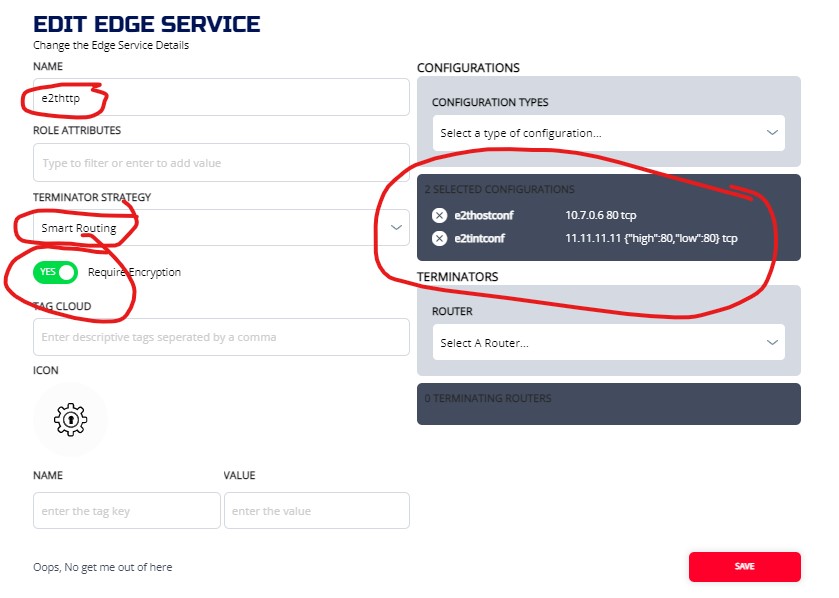 EDIT EDGE SERVICE
Change the Edge Service Details
NAME
e2thttp
ROLE ATTRIBUTES
Type to filter or enter to add value
TERMINATOR STRATEGY
Smart Routing
YES Require Encryption
TAG CLOUD
Enter descriptive tags seperated by a comma
ICON
NAME VALUE
enter the tag key enter the value
Oops, No get me out of here
CONFIGURATIONS
CONFIGURATION TYPES
Select a type of configuration...
2 SELECTED CONFIGURATIONS
e2thostconf 10.7.0.6 80 tcp
e2tintconf 11.11.11.11 {"high":80,"low":80} tcp
TERMINATORS
ROUTER
Select A Router...
0 TERMINATING ROUTERS
SAVE